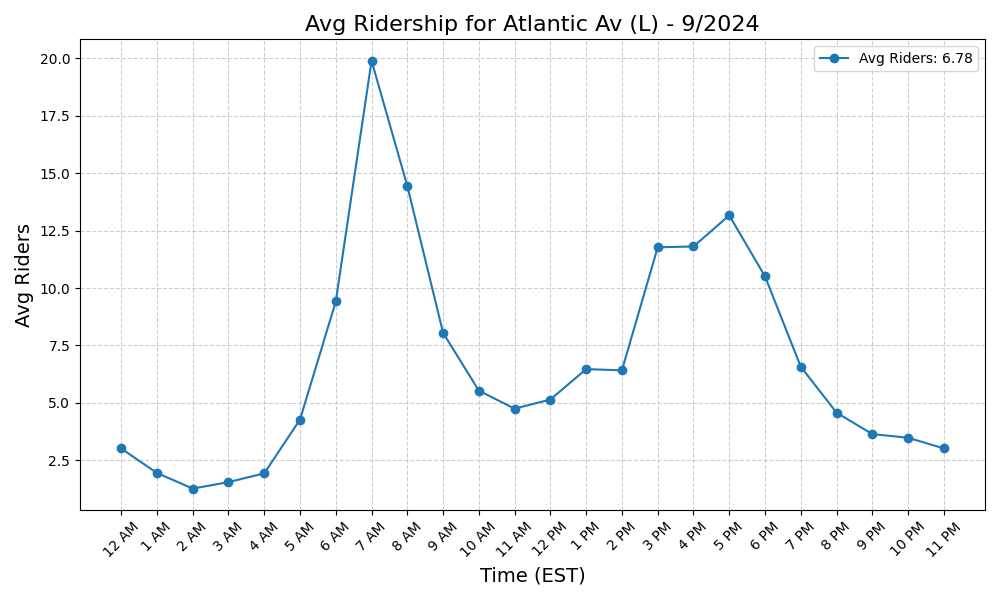 Avg Ridership for Atlantic Av (L) - 9/2024
Avg Riders: 6.78
Avg Riders
20.0
17.5
15.0
12.5
10.0
7.5
5.0
2.5
12 AM
1 AM
2 AM
3 AM
4 AM
5 AM
6 AM
7 AM
8 AM
9 AM
10 AM
11 AM
12 PM
1 PM
2 PM
3 PM
4 PM
5 PM
6 PM
7 PM
8 PM
9 PM
10 PM
11 PM
Time (EST)